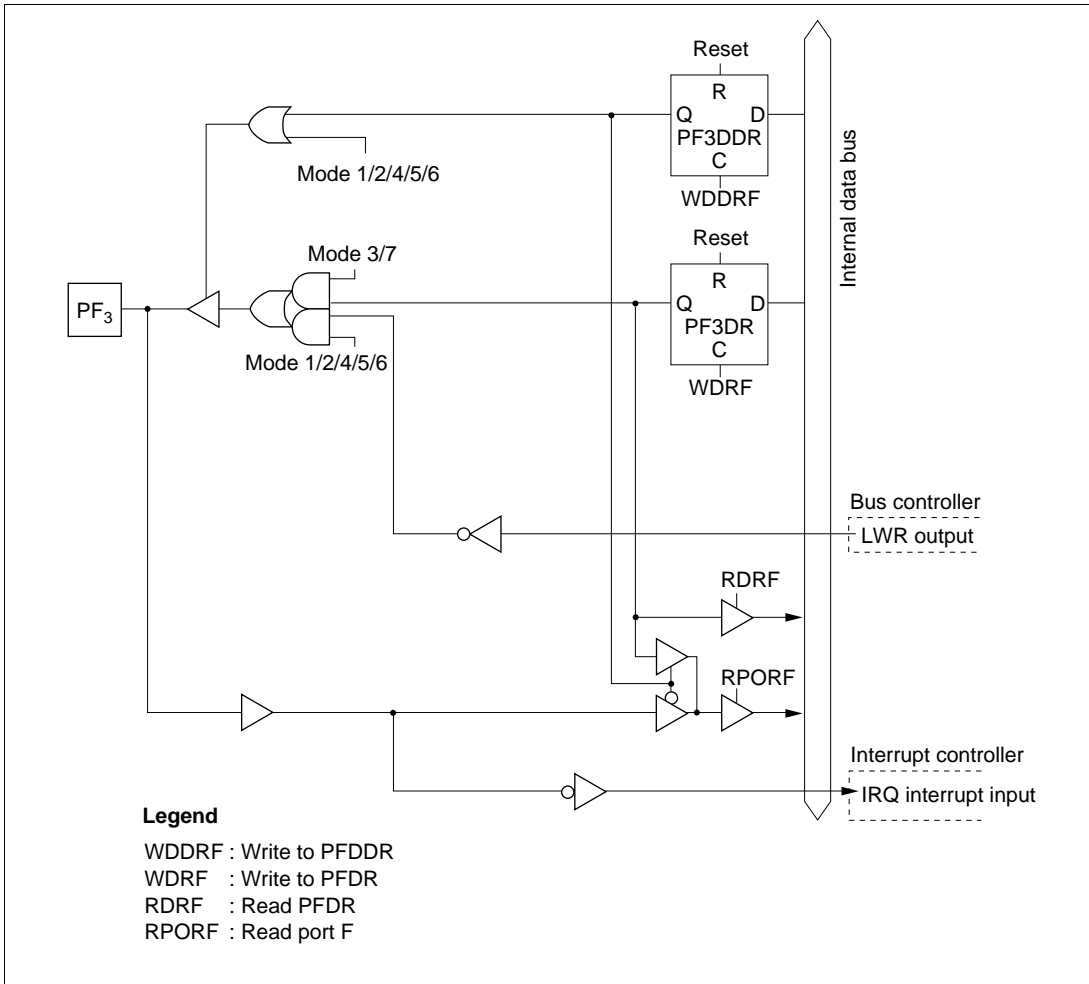 Reset
R
Q D
PF3DDR
C
WDDRF
Mode 1/2/4/5/6
Internal data bus
Reset
R
Q D
PF3DR
C
WDRF
Mode 3/7
PF3
Mode 1/2/4/5/6
Bus controller
LWR output
RDRF
RPORF
Interrupt controller
IRQ interrupt input
Legend
WDDRF : Write to PFDDR
WDRF : Write to PFDR
RDRF : Read PFDR
RPORF : Read port F